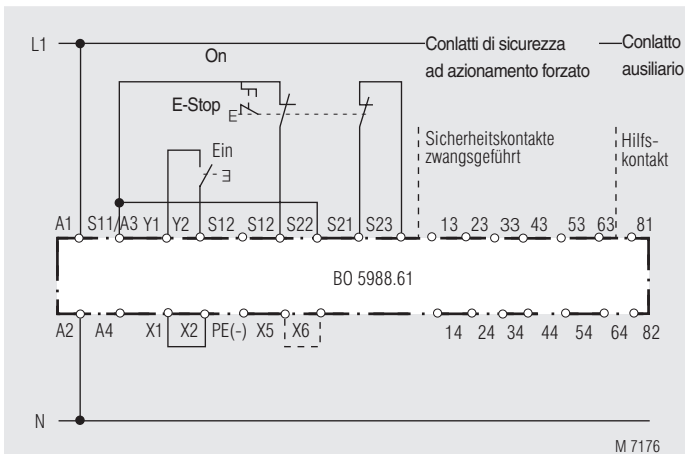 L1
Conlatti di sicurezza
Conlatto
On
ad azionamento forzato
ausiliario
E-Stop
E
Sicherheitskontakte
zwangsgeführt
Hilfs-
kontakt
Ein
E
A1 S11/A3 Y1 Y2 S12 S12 S22 S21 S23 13 23 33 43 53 63 81
BO 5988.61
A2 A4 X1 X2 PE(-) X5 X6 14 24 34 44 54 64 82
N
M 7176